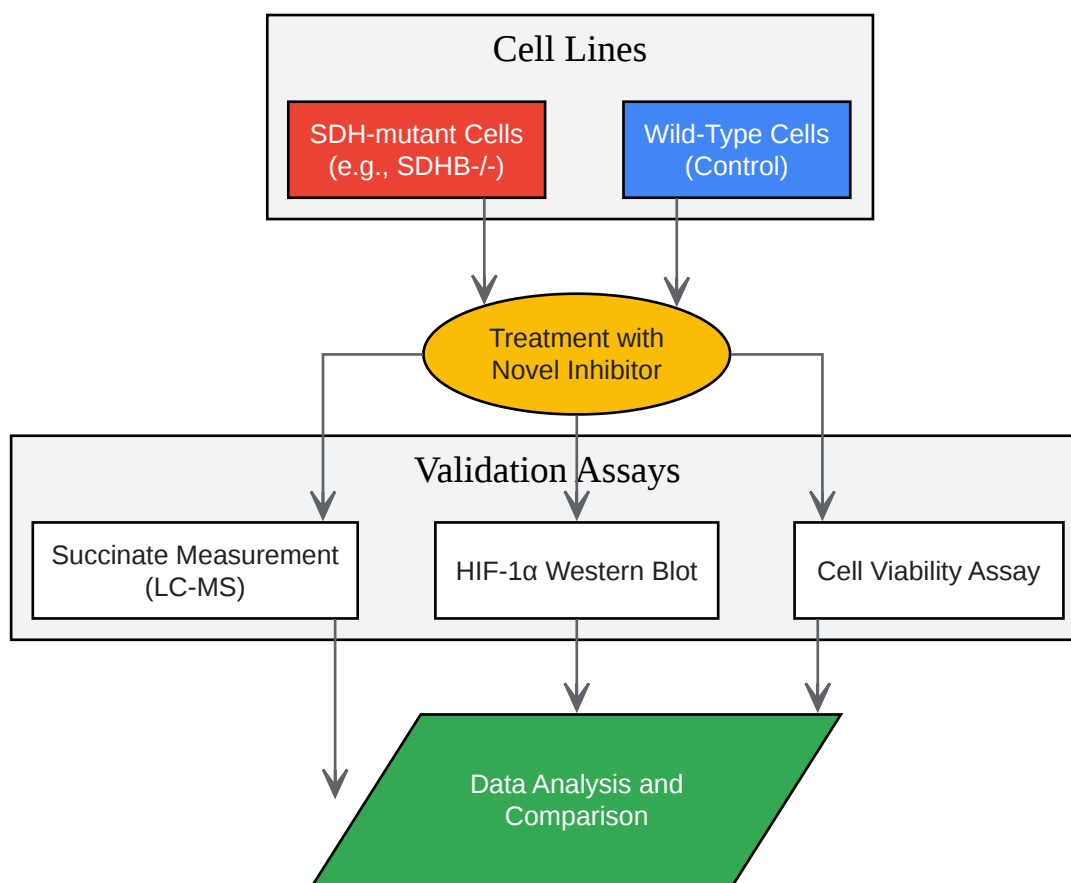 Cell Lines
SDH-mutant Cells
(e.g., SDHB-/-)
Wild-Type Cells
(Control)
Treatment with
Novel Inhibitor
Validation Assays
Succinate Measurement
(LC-MS)
HIF-1α Western Blot
Cell Viability Assay
Data Analysis and
Comparison